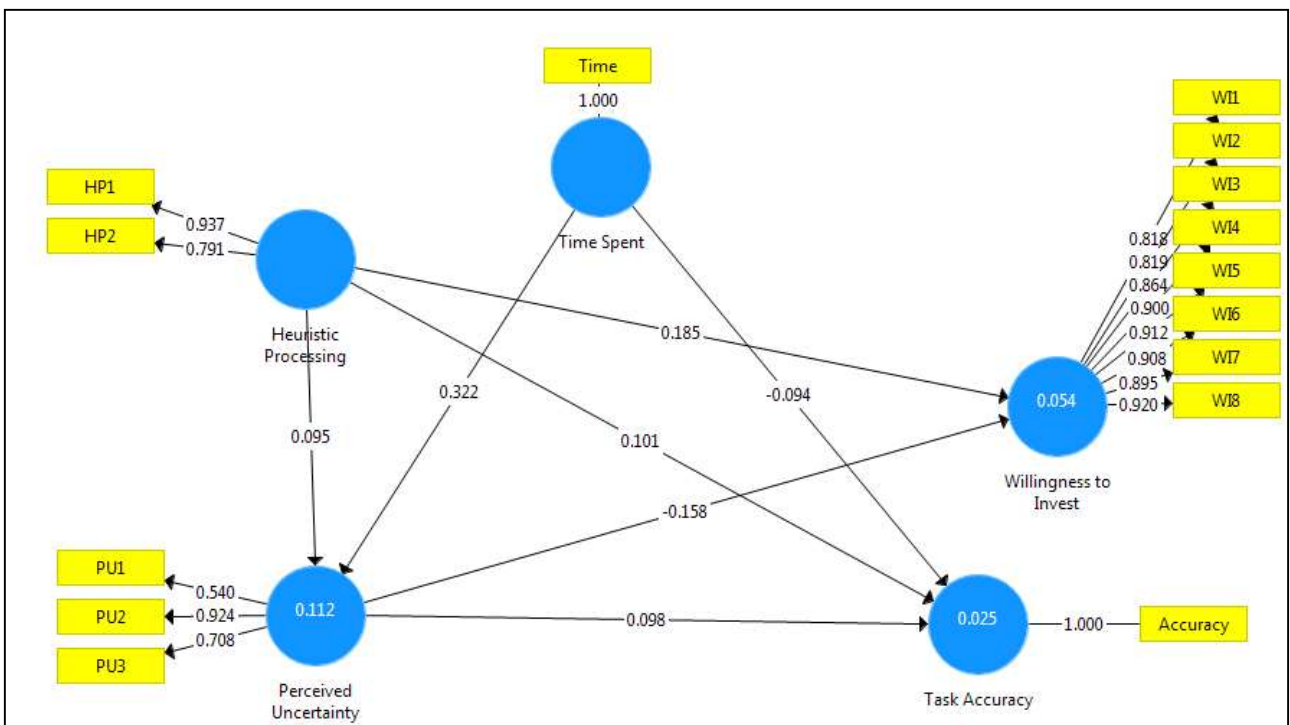 Time
1.000
Time Spent
HP1
HP2
0.937
0.791
Heuristic
Processing
WI1
WI2
WI3
WI4
WI5
WI6
WI7
WI8
0.818
0.819
0.864
0.900
0.912
0.908
0.895
0.920
0.054
Willingness to
Invest
0.185
0.322
-0.094
0.095
0.101
-0.158
0.098
PU1
PU2
PU3
0.540
0.924
0.708
0.112
Perceived
Uncertainty
0.025
1.000
Accuracy
Task Accuracy